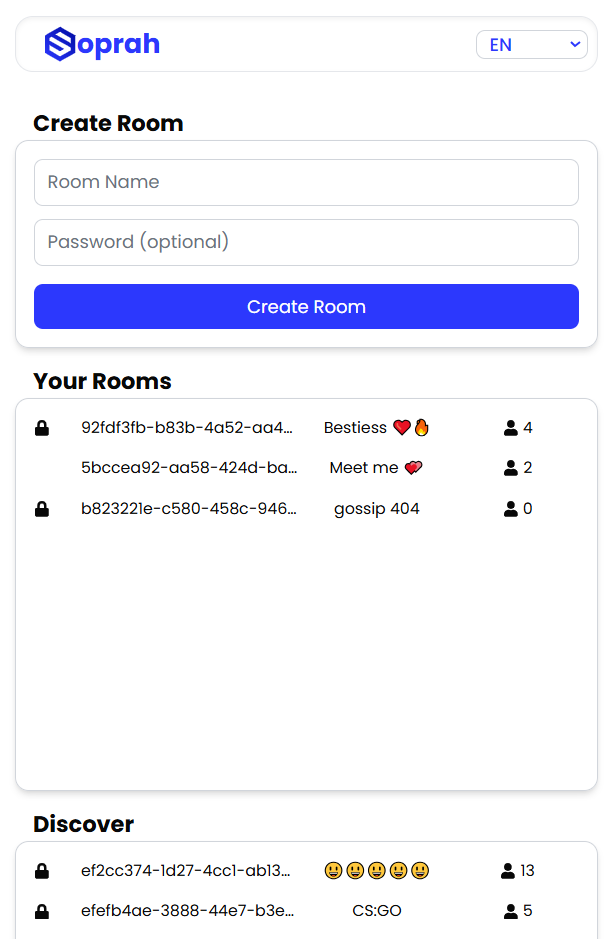 Soprah
EN
Create Room
Room Name
Password (optional)
Create Room
Your Rooms
92fdf3fb-b83b-4a52-aa4... Bestiess ❤️🔥 4
5bccea92-aa58-424d-ba... Meet me 💕 2
b823221e-c580-458c-946... gossip 404 0
Discover
ef2cc374-1d27-4cc1-ab13... 😃😃😃😃😃 13
efefb4ae-3888-44e7-b3e... CS:GO 5